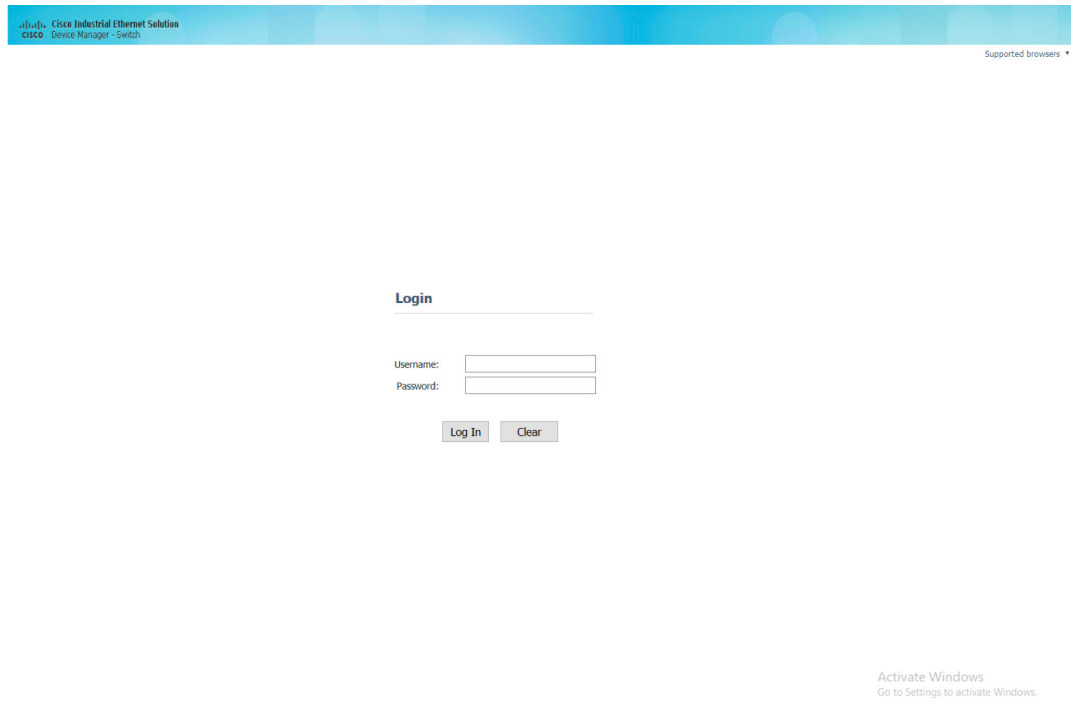 Cisco Industrial Ethernet Solution
CISCO Device Manager - Switch
Supported browsers
Login
Username:
Password:
Log In Clear
Activate Windows
Go to Settings to activate Windows.